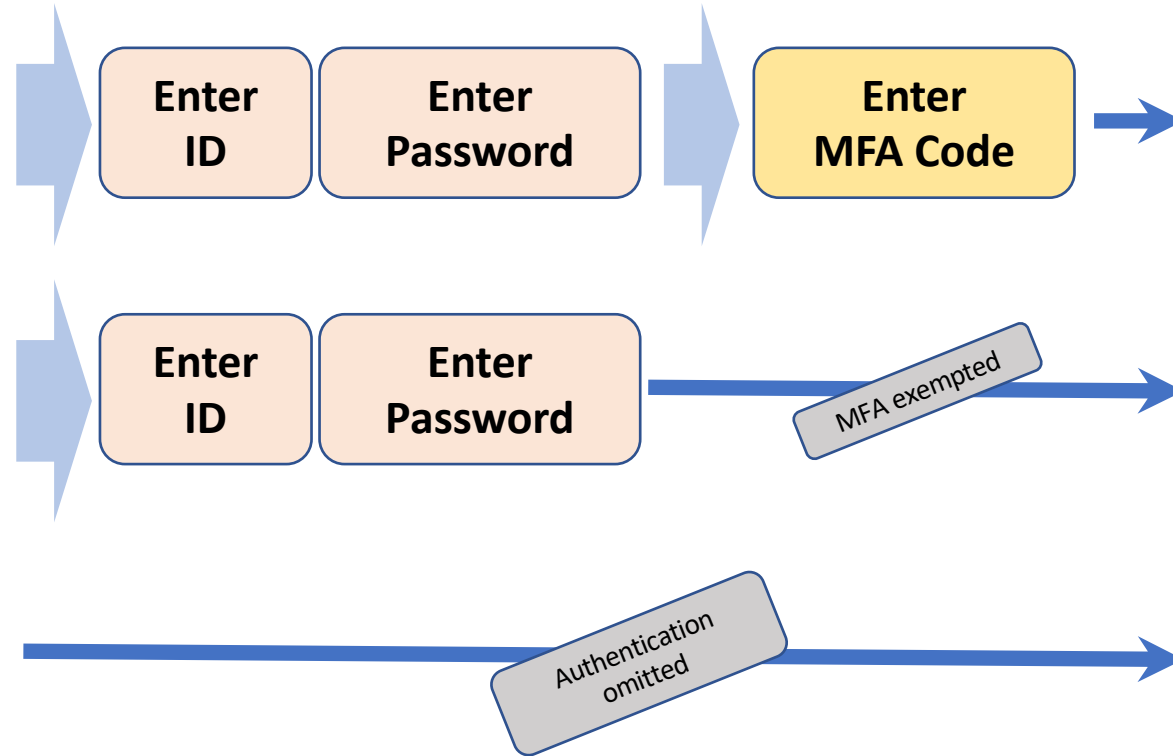 Enter
ID
Enter
Password
Enter
MFA Code
Enter
ID
Enter
Password
MFA exempted
Authentication
omitted